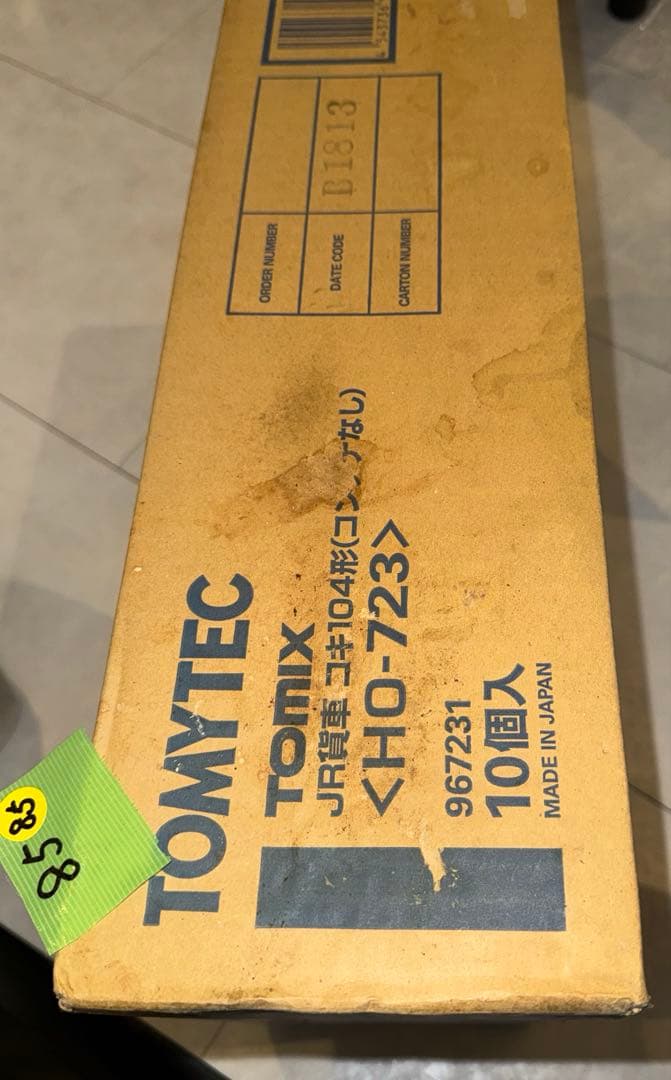 TOMYTEC
TOMIX
JR貨車 コキ104形(コンテナなし)
<HO-723>
967231
10個入
MADE IN JAPAN
ORDER NUMBER
DATE CODE B1813
CARTON NUMBER
85
85